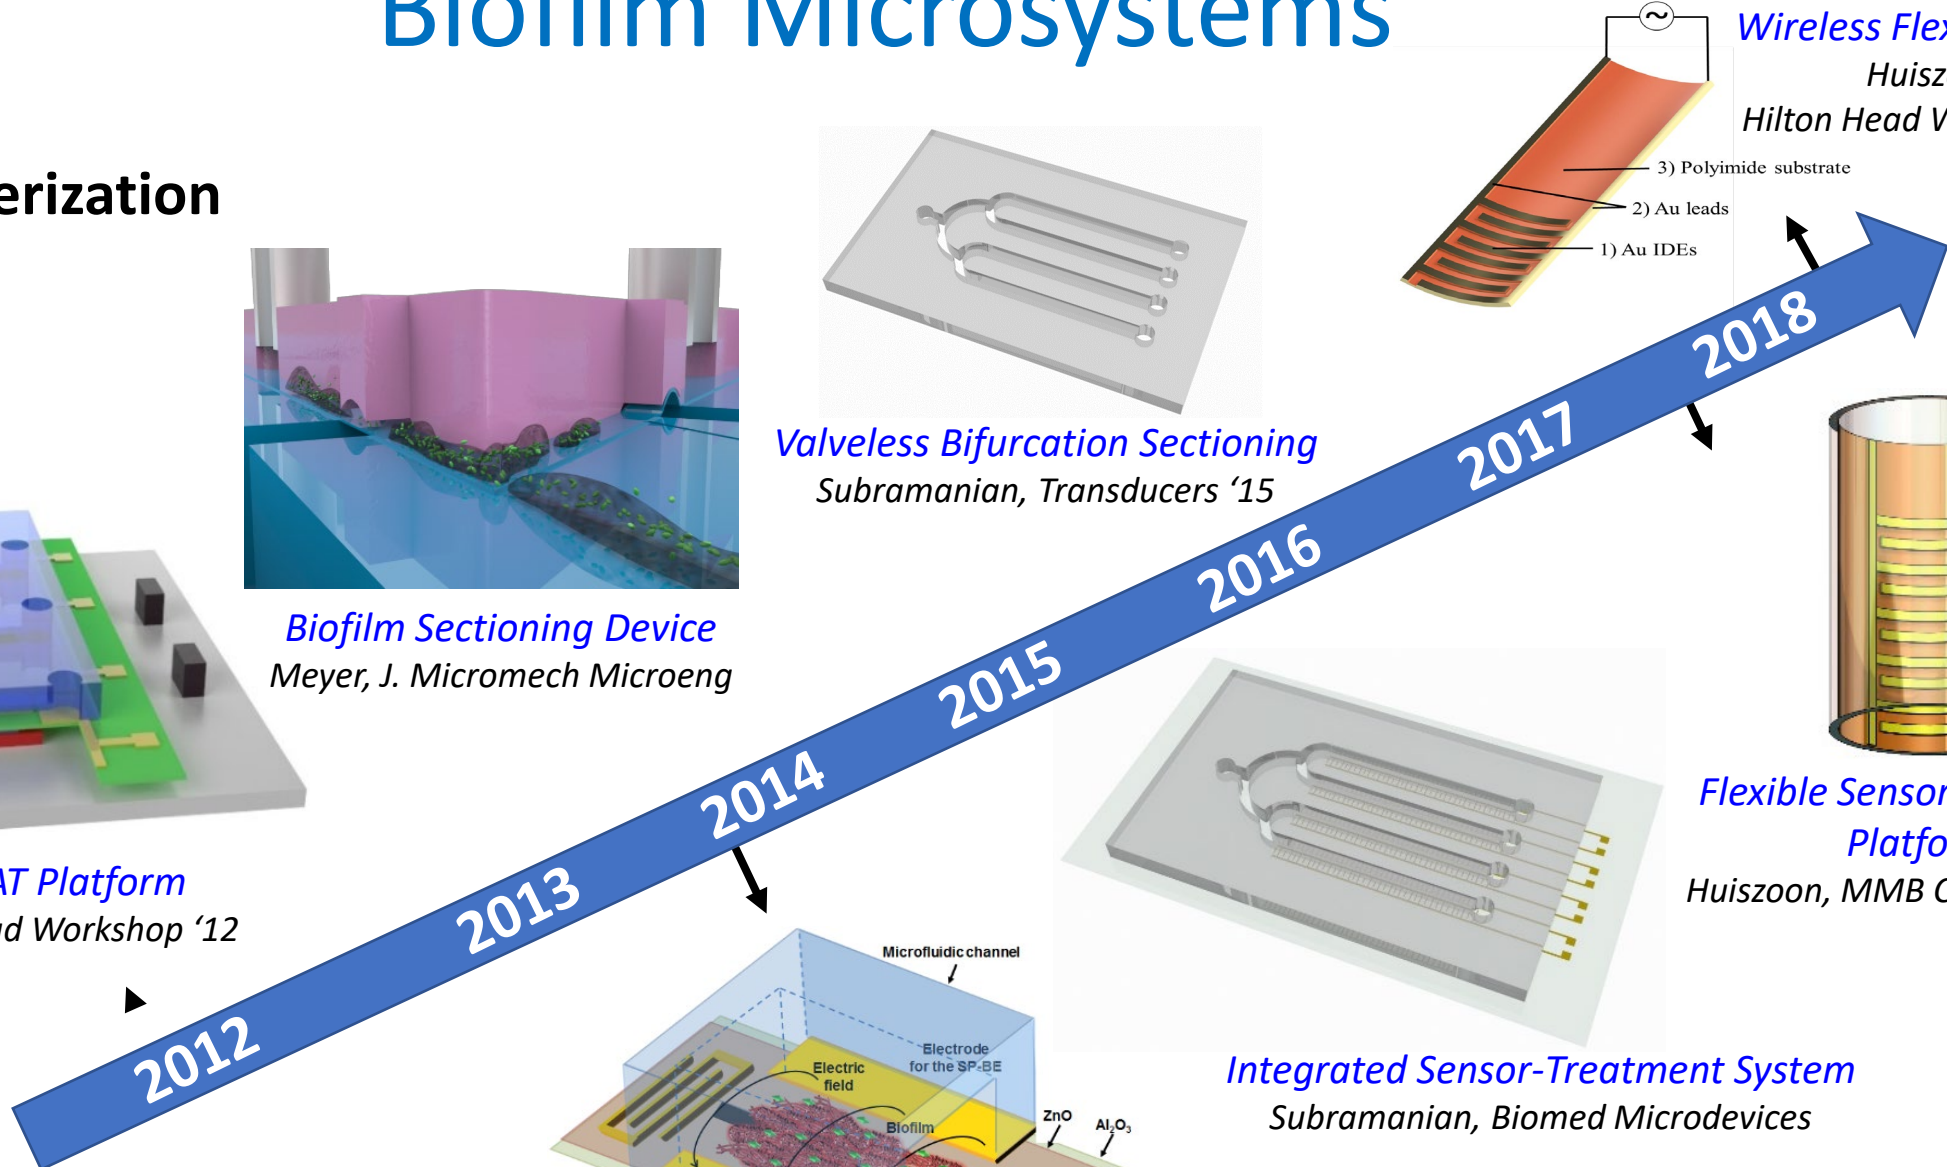 Biofilm Microsystems
~
Wireless Flex
Huisz
Hilton Head W
erization
3) Polyimide substrate
2) Au leads
1) Au IDEs
Valveless Bifurcation Sectioning
Subramanian, Transducers ‘15
Biofilm Sectioning Device
Meyer, J. Micromech Microeng
AT Platform
ad Workshop ‘12
2012
2013
2014
2015
2016
2017
2018
Flexible Sensor
Platfo
Huiszoon, MMB C
Integrated Sensor-Treatment System
Subramanian, Biomed Microdevices
Microfluidic channel
Electrode
for the SP-BE
Electric
field
Biofilm
ZnO
Al₂O₃